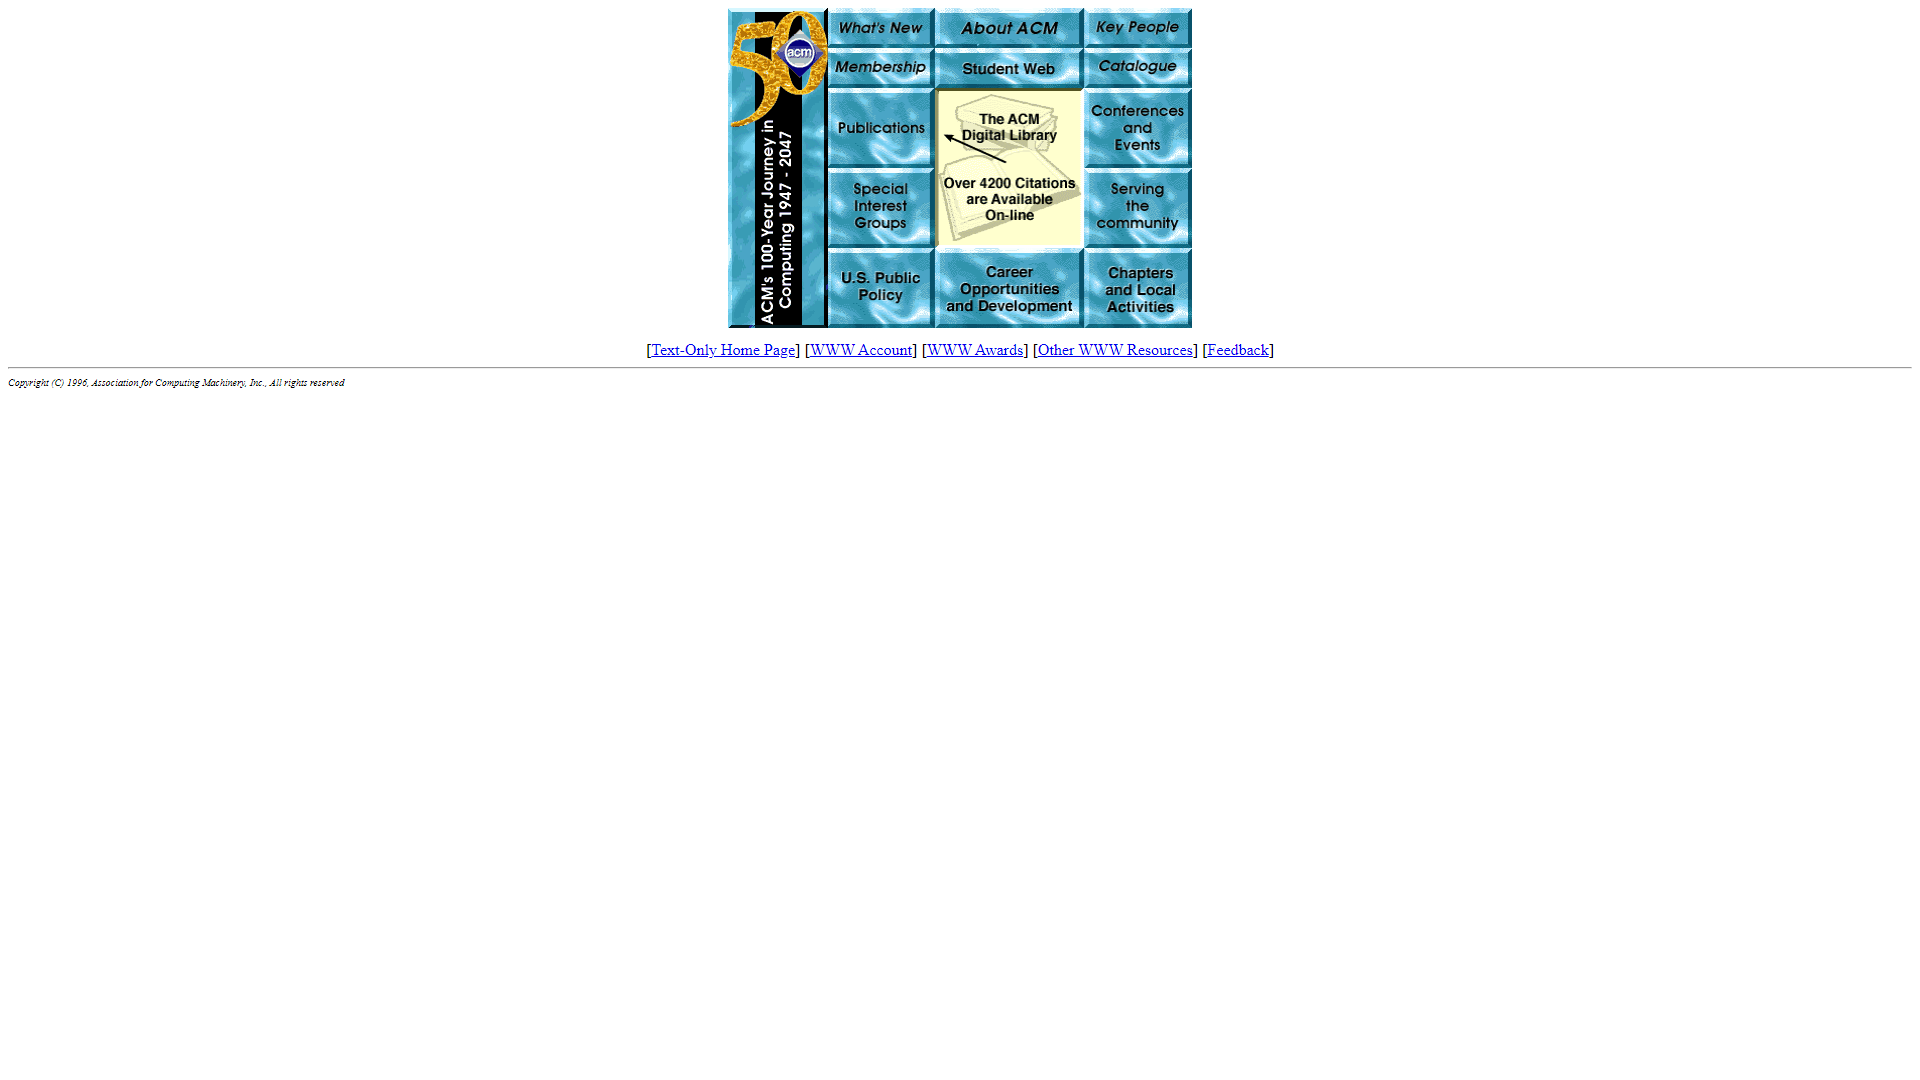 50
acm
ACM's 100-Year Journey in
Computing 1947 - 2047
What's New
About ACM
Key People
Membership
Student Web
Catalogue
Publications
The ACM
Digital Library
Over 4200 Citations
are Available
On-line
Conferences
and
Events
Special
Interest
Groups
Serving
the
community
U.S. Public
Policy
Career
Opportunities
and Development
Chapters
and Local
Activities
[Text-Only Home Page] [WWW Account] [WWW Awards] [Other WWW Resources] [Feedback]
Copyright (C) 1996, Association for Computing Machinery, Inc., All rights reserved